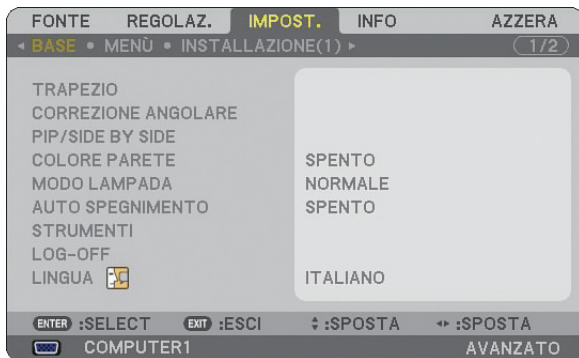 FONTE REGOLAZ. IMPOST. INFO AZZERA
BASE • MENÙ • INSTALLAZIONE(1) 1/2
TRAPEZIO
CORREZIONE ANGOLARE
PIP/SIDE BY SIDE
COLORE PARETE SPENTO
MODO LAMPADA NORMALE
AUTO SPEGNIMENTO SPENTO
STRUMENTI
LOG-OFF
LINGUA ITALIANO
ENTER :SELECT EXIT :ESCI :SPOSTA :SPOSTA
COMPUTER1 AVANZATO